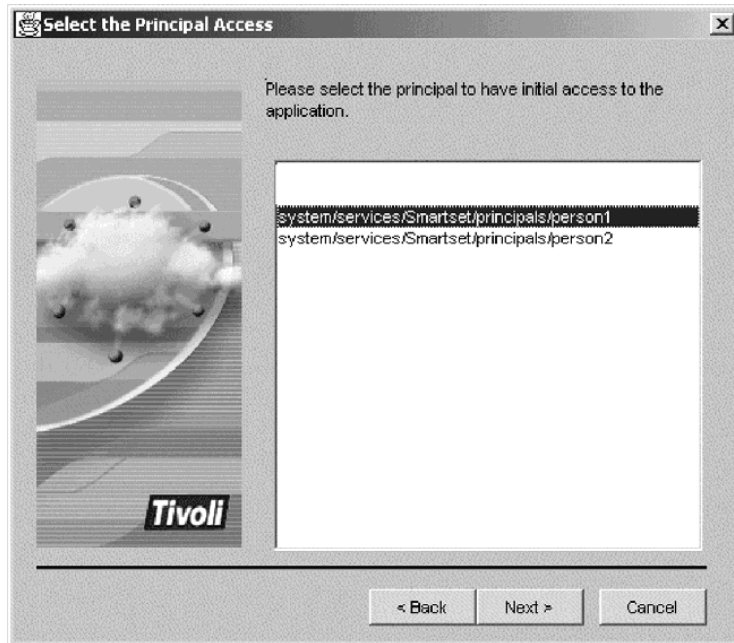 Select the Principal Access
Please select the principal to have initial access to the
application.
system/services/Smartset/principals/person1
system/services/Smartset/principals/person2
Tivoli
< Back
Next >
Cancel